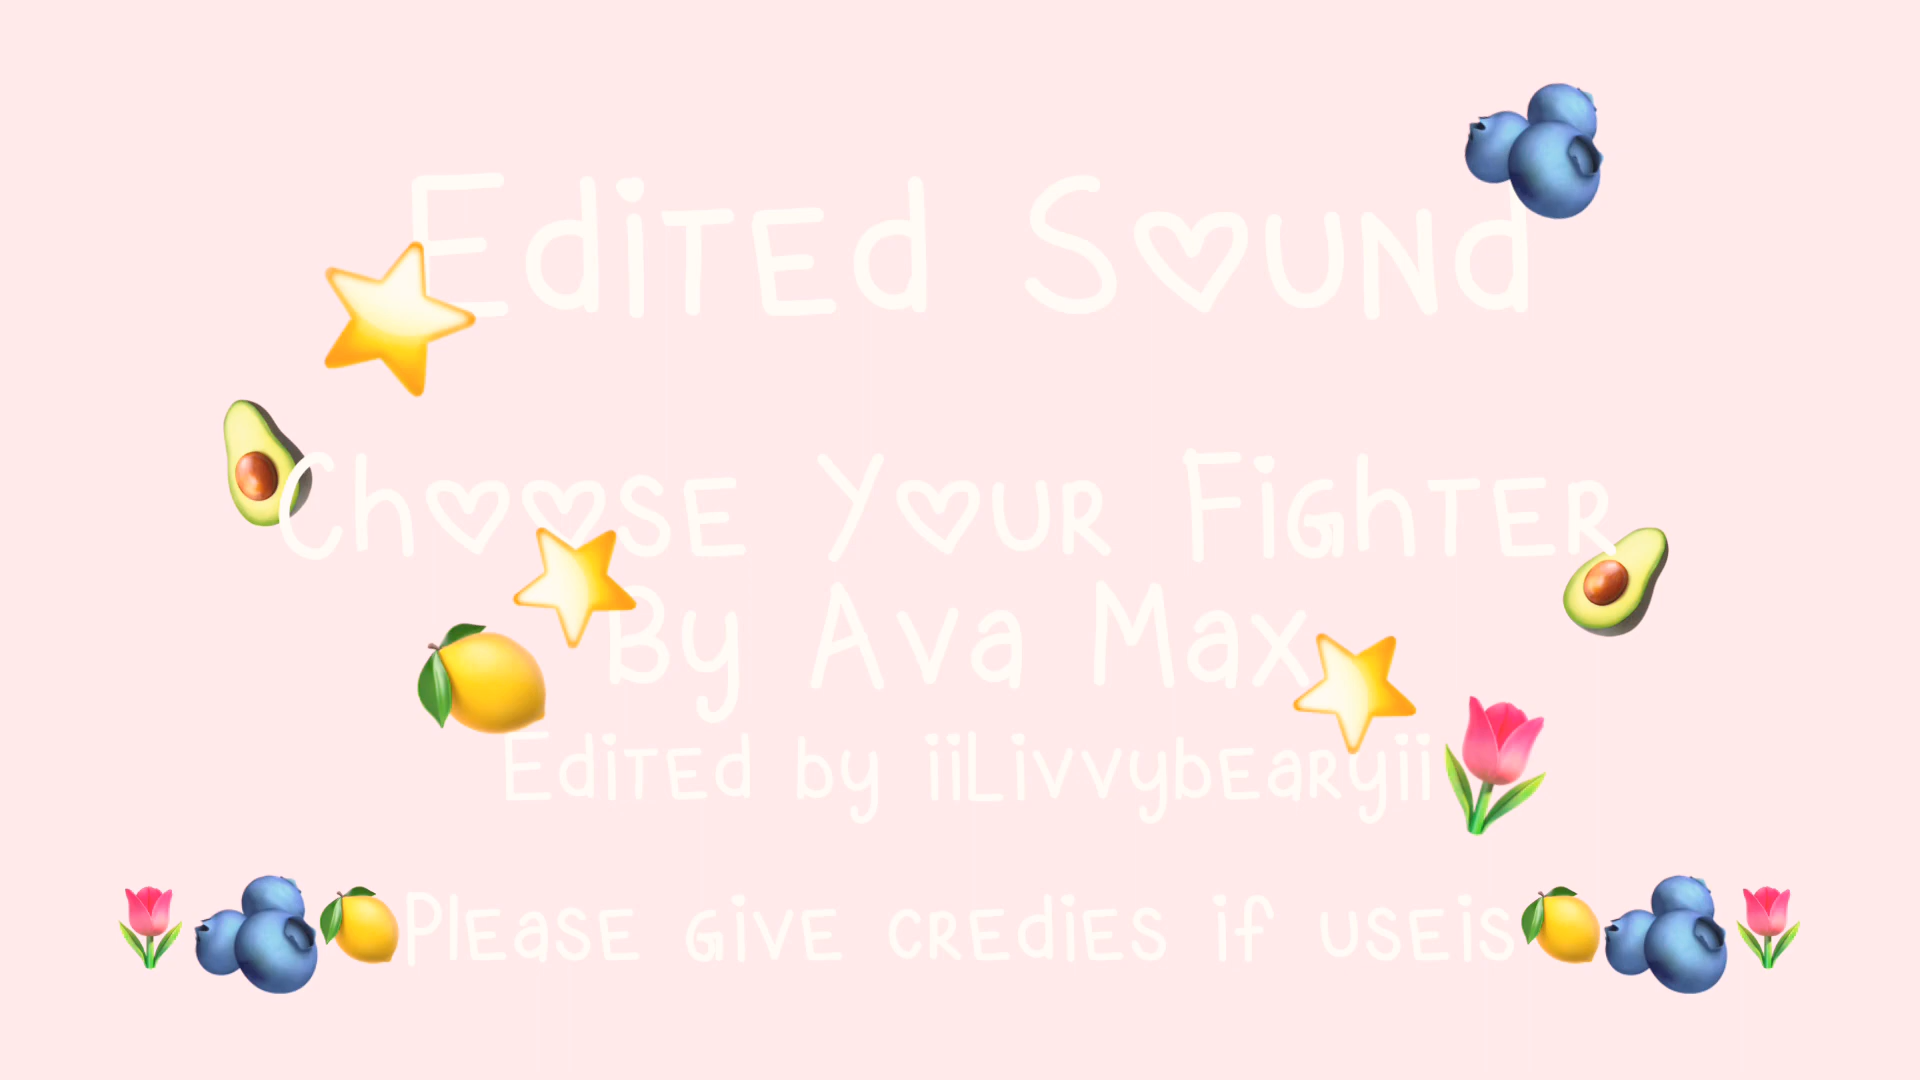 Edited Sound
Choose Your Fighter
By Ava Max
Edited by iiLivvybearyii
Please give credies if useis